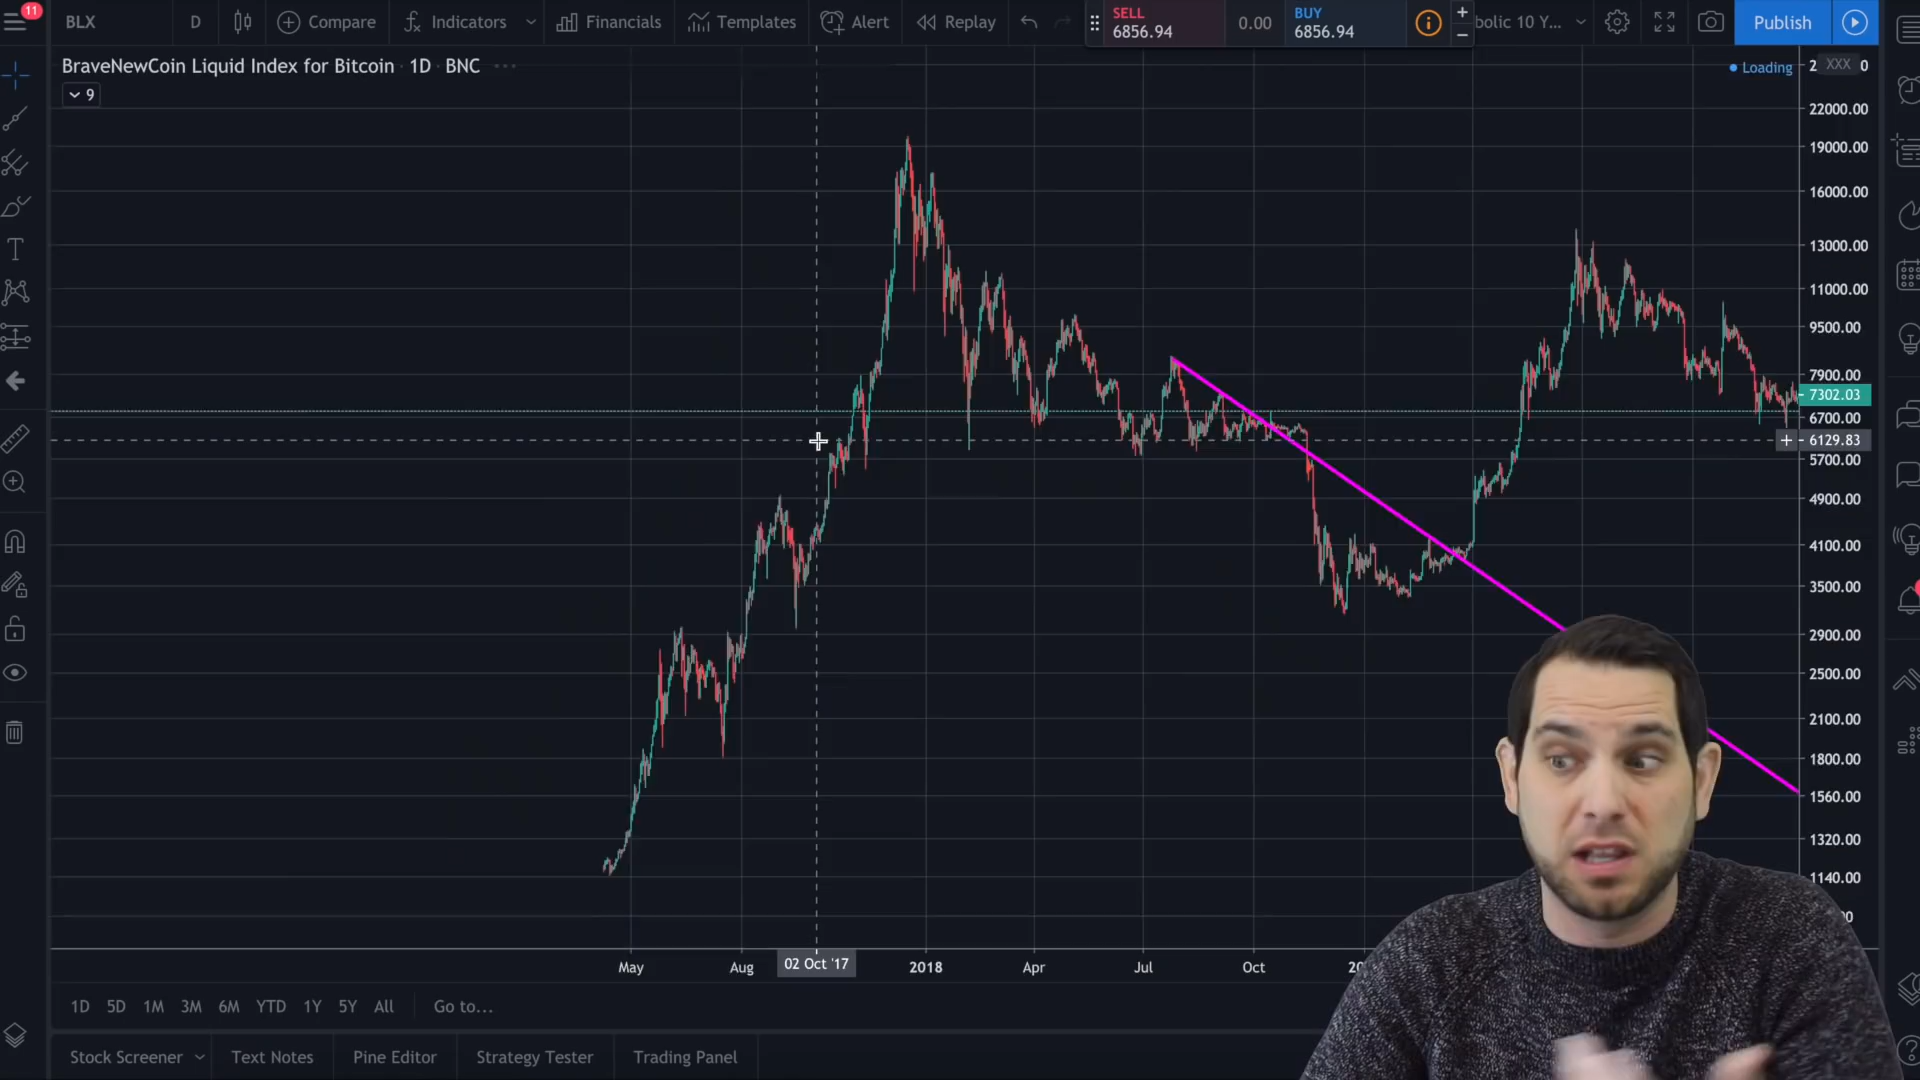 11
BLX
D
Compare
Indicators
Financials
Templates
Alert
Replay
SELL
6856.94
0.00
BUY
6856.94
bolic 10 Y...
Publish
BraveNewCoin Liquid Index for Bitcoin · 1D · BNC
9
Loading
XXX
22000.00
19000.00
16000.00
13000.00
11000.00
9500.00
7900.00
7302.03
6700.00
6129.83
5700.00
4900.00
4100.00
3500.00
2900.00
2500.00
2100.00
1800.00
1560.00
1320.00
1140.00
May
Aug
02 Oct '17
2018
Apr
Jul
Oct
1D 5D 1M 3M 6M YTD 1Y 5Y All
Go to...
Stock Screener
Text Notes
Pine Editor
Strategy Tester
Trading Panel